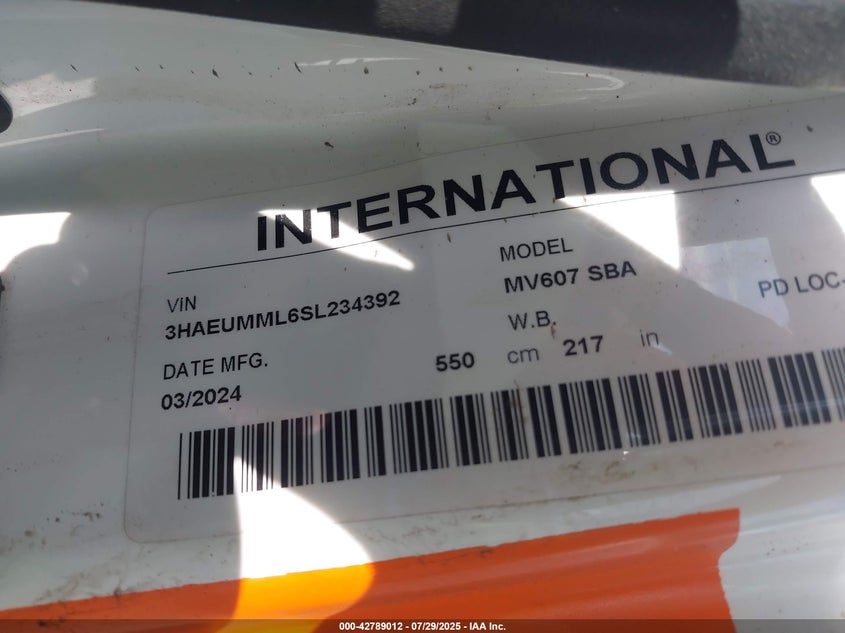 INTERNATIONAL®
VIN
3HAEUMML6SL234392
MODEL
MV607 SBA
PD LOC-
DATE MFG.
03/2024
W.B.
550 cm 217 in
000-42789012 - 07/29/2025 - IAA Inc.